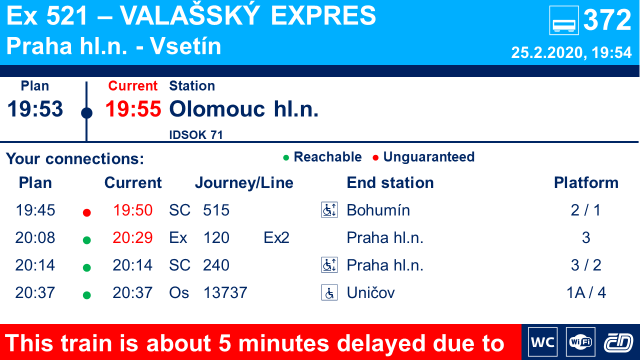 Ex 521 – VALAŠSKÝ EXPRES
372
Praha hl.n. - Vsetín
25.2.2020, 19:54
Plan Current Station
19:53 19:55 Olomouc hl.n.
IDSOK 71
Your connections: Reachable Unguaranteed
Plan Current Journey/Line End station Platform
19:45 19:50 SC 515 Bohumín 2 / 1
20:08 20:29 Ex 120 Ex2 Praha hl.n. 3
20:14 20:14 SC 240 Praha hl.n. 3 / 2
20:37 20:37 Os 13737 Uničov 1A / 4
This train is about 5 minutes delayed due to WC WiFi ČD